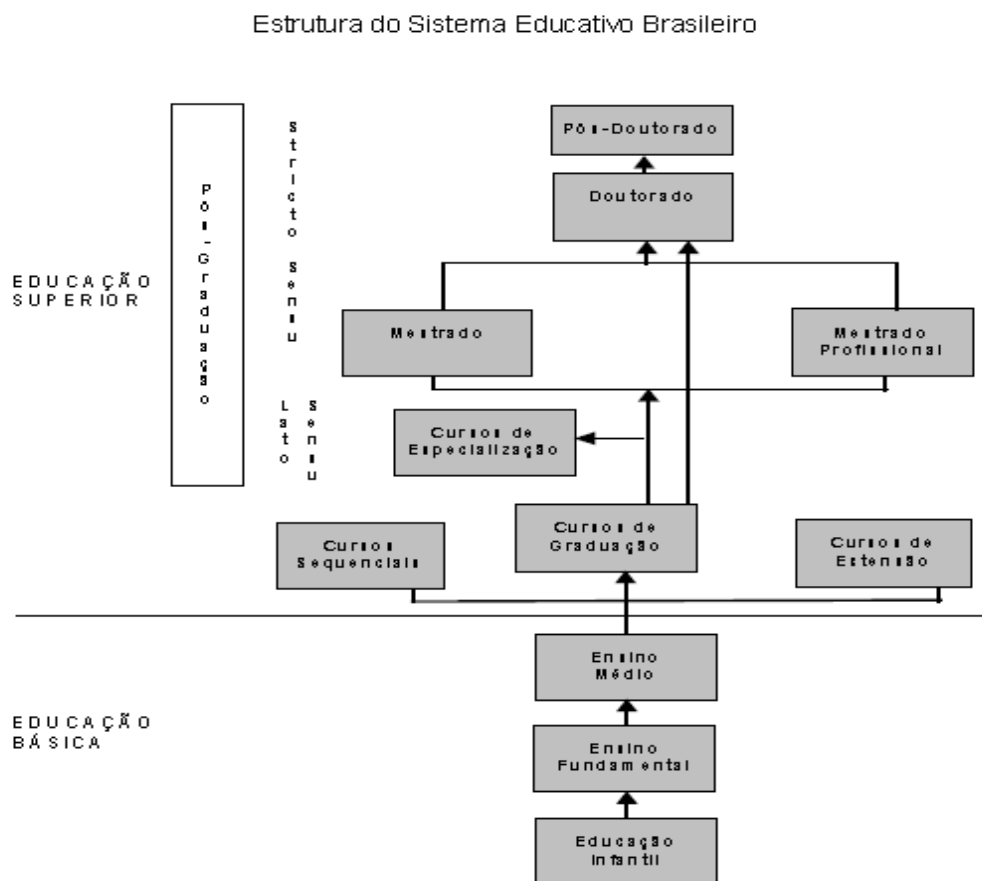 Estrutura do Sistema Educativo Brasileiro
Pós-Doutorado
Doutorado
Stricto Sensu
Pós-Graduação
EDUCAÇÃO
SUPERIOR
Mestrado
Mestrado
Profissional
Lato
Sensu
Cursos de
Especialização
Cursos
Sequenciais
Cursos de
Graduação
Cursos de
Extensão
Ensino
Médio
EDUCAÇÃO
BÁSICA
Ensino
Fundamental
Educação
Infantil